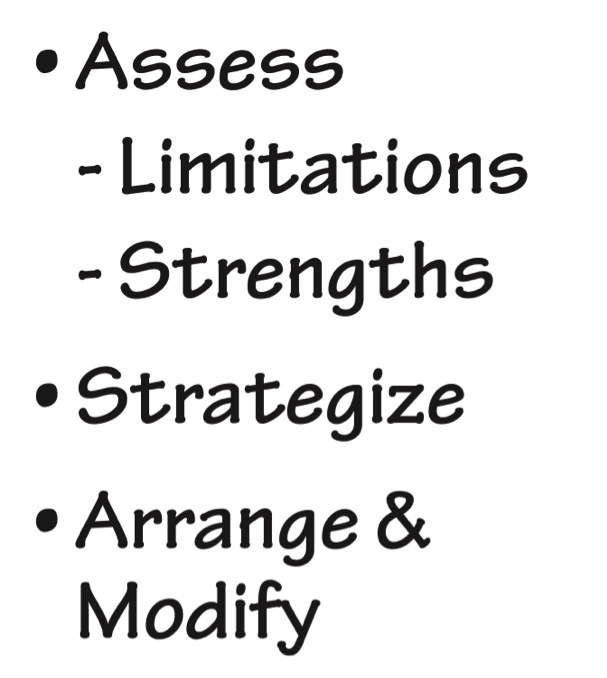 • Assess
- Limitations
- Strengths
• Strategize
• Arrange &
Modify